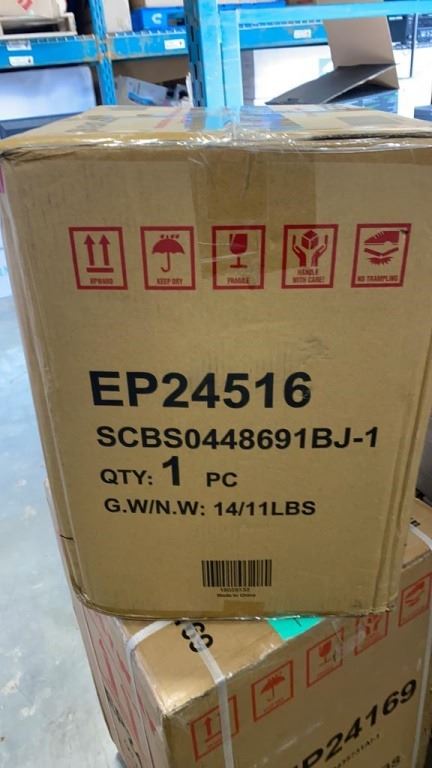 UPWARD
KEEP DRY
FRAGILE
HANDLE
WITH CARE!
NO TRAMPLING
EP24516
SCBS0448691BJ-1
QTY: 1 PC
G.W/N.W: 14/11LBS
Made in China
EP24169